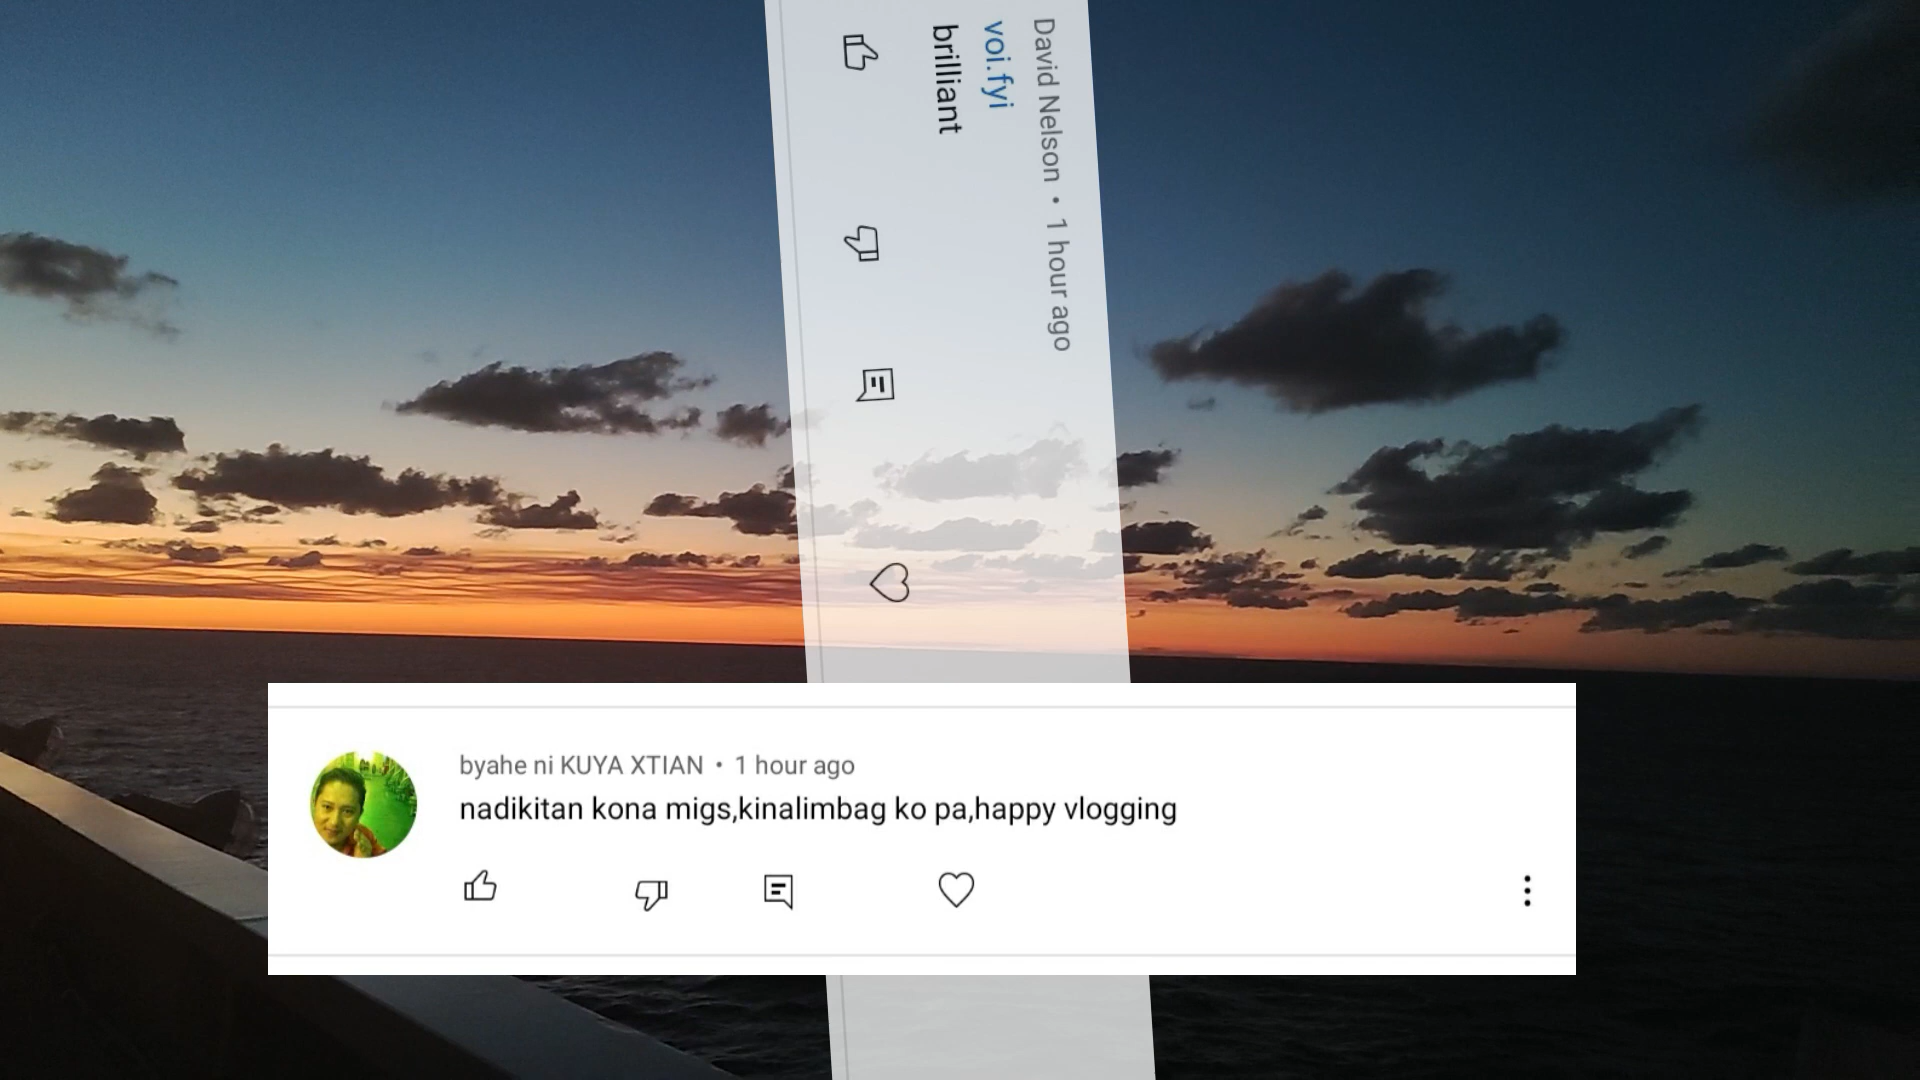 David Nelson • 1 hour ago
voi.fyi
brilliant
byahe ni KUYA XTIAN • 1 hour ago
nadikitan kona migs,kinalimbag ko pa,happy vlogging